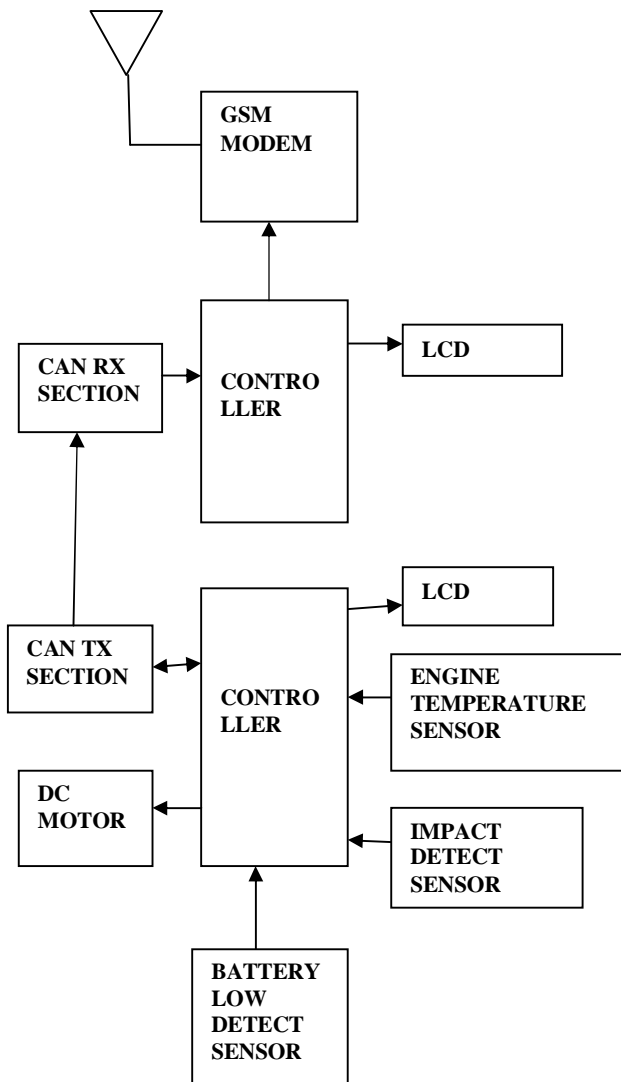 GSM
MODEM
CAN RX
SECTION
CONTRO
LLER
LCD
LCD
CAN TX
SECTION
CONTRO
LLER
ENGINE
TEMPERATURE
SENSOR
DC
MOTOR
IMPACT
DETECT
SENSOR
BATTERY
LOW
DETECT
SENSOR